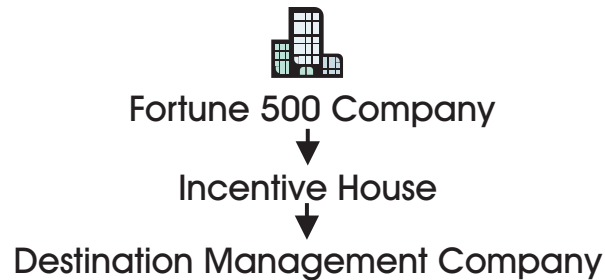 Fortune 500 Company
Incentive House
Destination Management Company